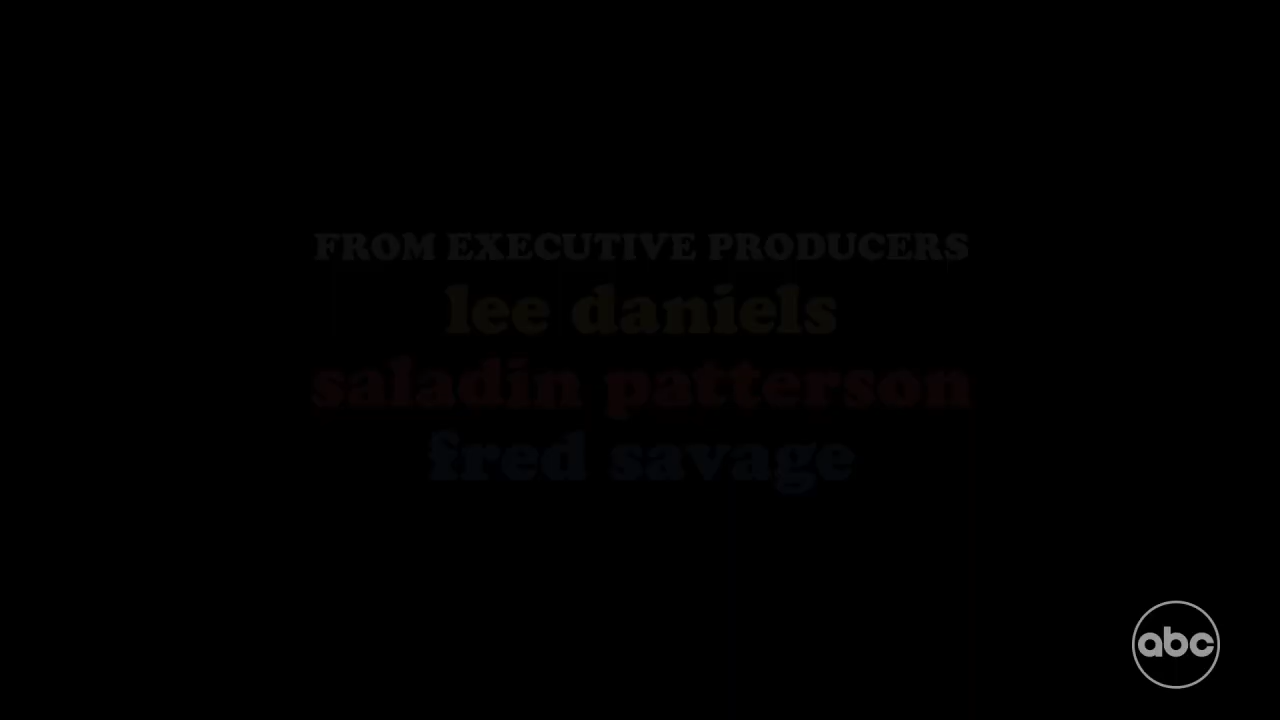 FROM EXECUTIVE PRODUCERS
lee daniels
saladin patterson
fred savage
abc